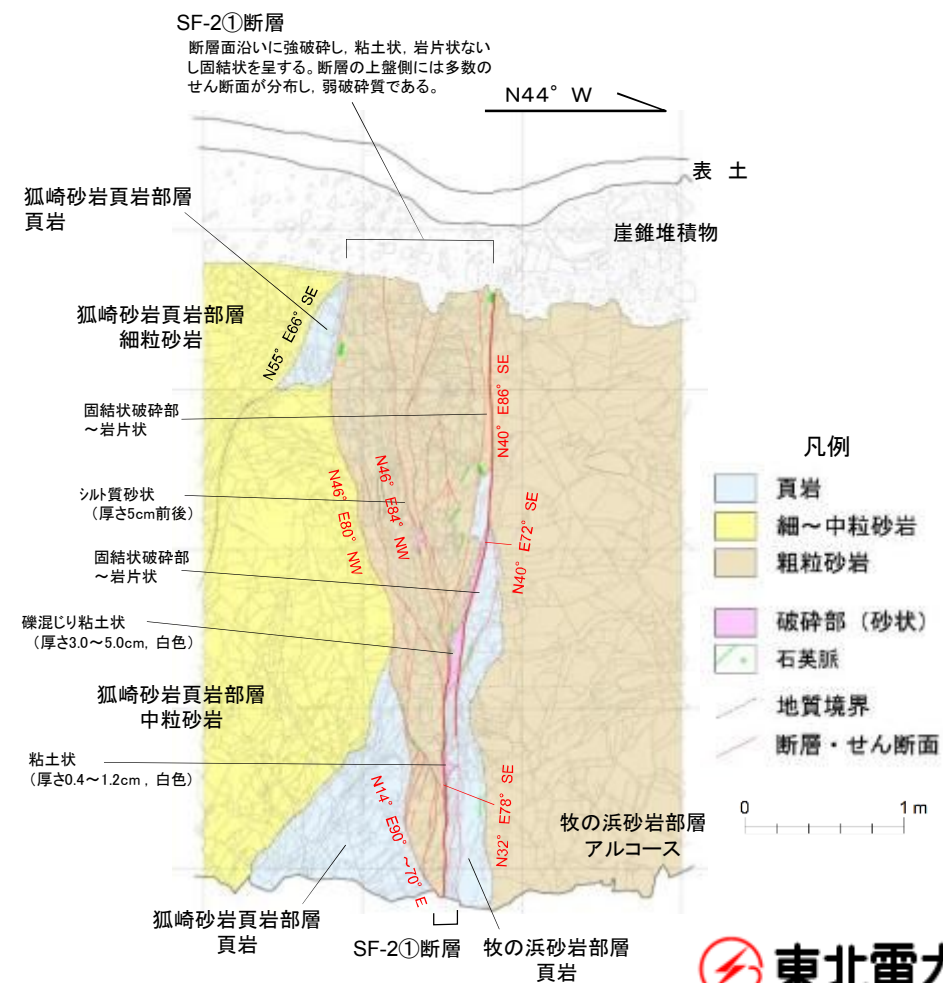 SF-2①断層
断層面沿いに強破砕し，粘土状，岩片状ない
し固結状を呈する。断層の上盤側には多数の
せん断面が分布し，弱破砕質である。
N44° W
表 土
狐崎砂岩頁岩部層
頁岩
崖錐堆積物
狐崎砂岩頁岩部層
細粒砂岩
N55° E66° SE
固結状破砕部
～岩片状
N40° E86° SE
シルト質砂状
（厚さ5cm前後）
N46° E80° NW
N46° E84° NW
N40° E72° SE
固結状破砕部
～岩片状
礫混じり粘土状
（厚さ3.0～5.0cm，白色）
狐崎砂岩頁岩部層
中粒砂岩
粘土状
（厚さ0.4～1.2cm，白色）
N14° E90° ～70° E
N32° E78° SE
牧の浜砂岩部層
アルコース
狐崎砂岩頁岩部層
頁岩
SF-2①断層
牧の浜砂岩部層
頁岩
凡例
頁岩
細～中粒砂岩
粗粒砂岩
破砕部（砂状）
石英脈
地質境界
断層・せん断面
0 1 m
東北電